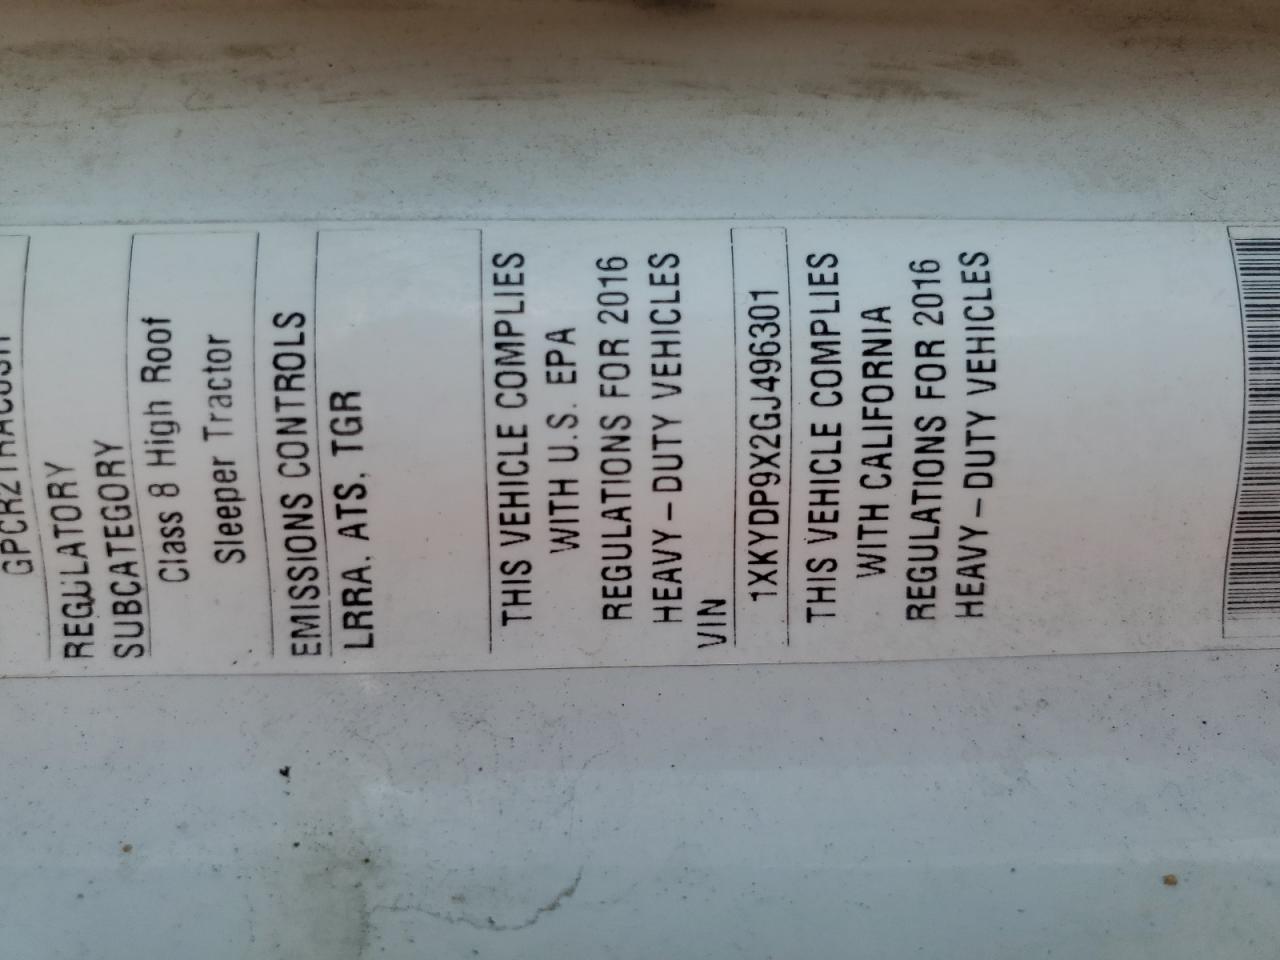 REGULATORY
SUBCATEGORY
Class 8 High Roof
Sleeper Tractor
EMISSIONS CONTROLS
LRRA, ATS, TGR
THIS VEHICLE COMPLIES
WITH U.S. EPA
REGULATIONS FOR 2016
HEAVY-DUTY VEHICLES
VIN
1XKYDP9X2GJ496301
THIS VEHICLE COMPLIES
WITH CALIFORNIA
REGULATIONS FOR 2016
HEAVY-DUTY VEHICLES